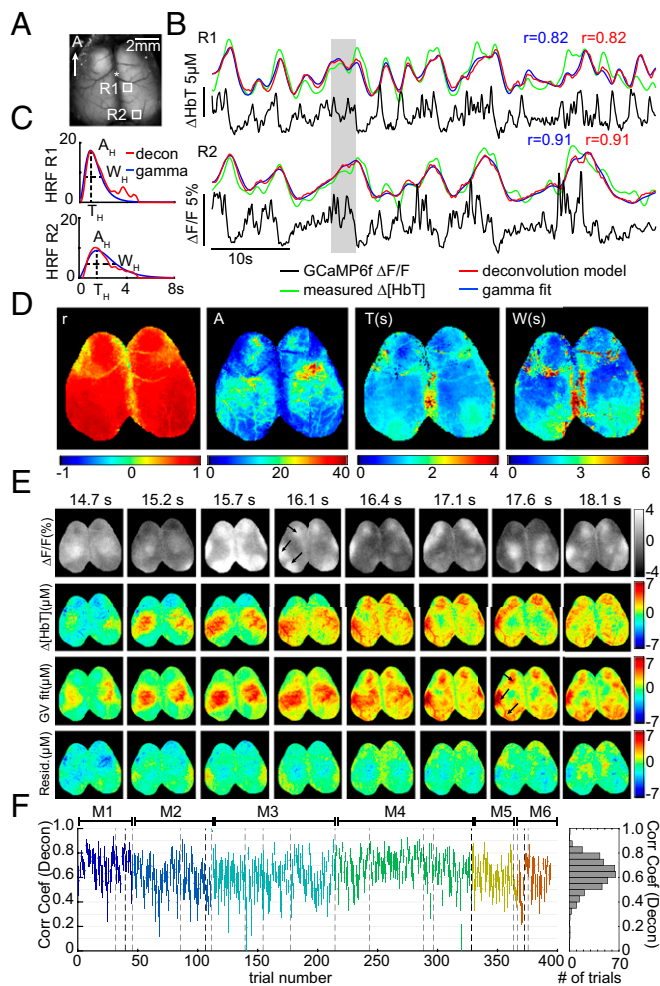 A
A
2mm
*
R1
R2
B
R1
r=0.82 r=0.82
ΔHbT 5μM
R2
r=0.91 r=0.91
ΔF/F 5%
10s
GCaMP6f ΔF/F
measured Δ[HbT]
deconvolution model
gamma fit
C
HRF R1
20
0
A_H
W_H
T_H
decon
gamma
HRF R2
20
0
A_H
W_H
T_H
0 4 8s
D
r
A
T(s)
W(s)
-1 0 1
0 20 40
0 2 4
0 3 6
E
14.7 s 15.2 s 15.7 s 16.1 s 16.4 s 17.1 s 17.6 s 18.1 s
ΔF/F(%)
4
-4
Δ[HbT](μM)
7
0
-7
GV fit(μM)
7
0
-7
Resid.(μM)
7
0
-7
F
M1 M2 M3 M4 M5 M6
Corr Coef (Decon)
1.0
0.8
0.6
0.4
0.2
0
0 50 100 150 200 250 300 350 400
trial number
1.0
0.8
0.6
0.4
0.2
0
Corr Coef (Decon)
0 70
# of trials